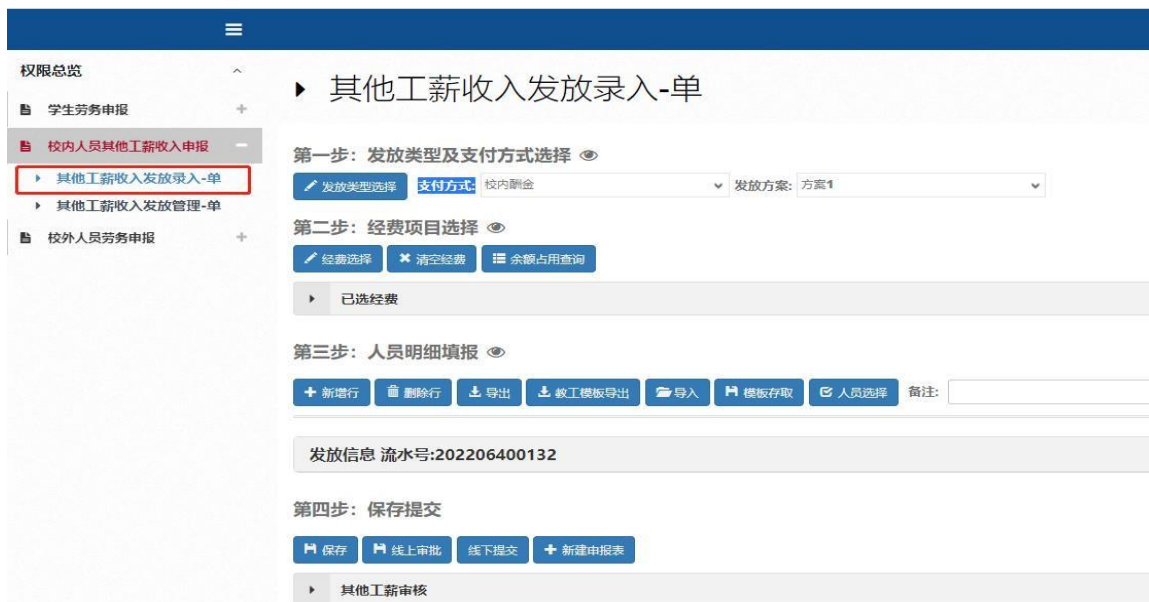 权限总览
学生劳务申报
校内人员其他工薪收入申报
其他工薪收入发放录入-单
其他工薪收入发放管理-单
校外人员劳务申报
其他工薪收入发放录入-单
第一步：发放类型及支付方式选择
发放类型选择 支付方式: 校内酬金 发放方案: 方案1
第二步：经费项目选择
经费选择 清空经费 余额占用查询
已选经费
第三步：人员明细填报
新增行 删除行 导出 教工模板导出 导入 模板存取 人员选择 备注:
发放信息 流水号:202206400132
第四步：保存提交
保存 线上审批 线下提交 新建申报表
其他工薪审核